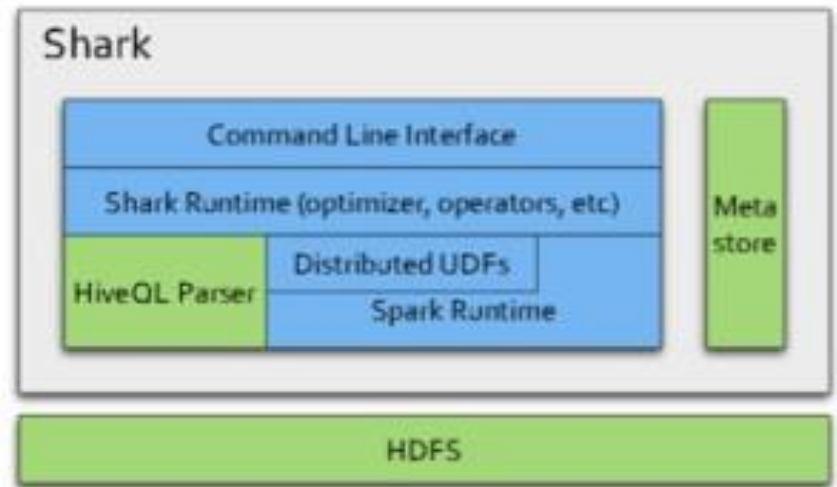 Shark
Command Line Interface
Shark Runtime (optimizer, operators, etc)
Meta
store
HiveQL Parser
Distributed UDFs
Spark Runtime
HDFS